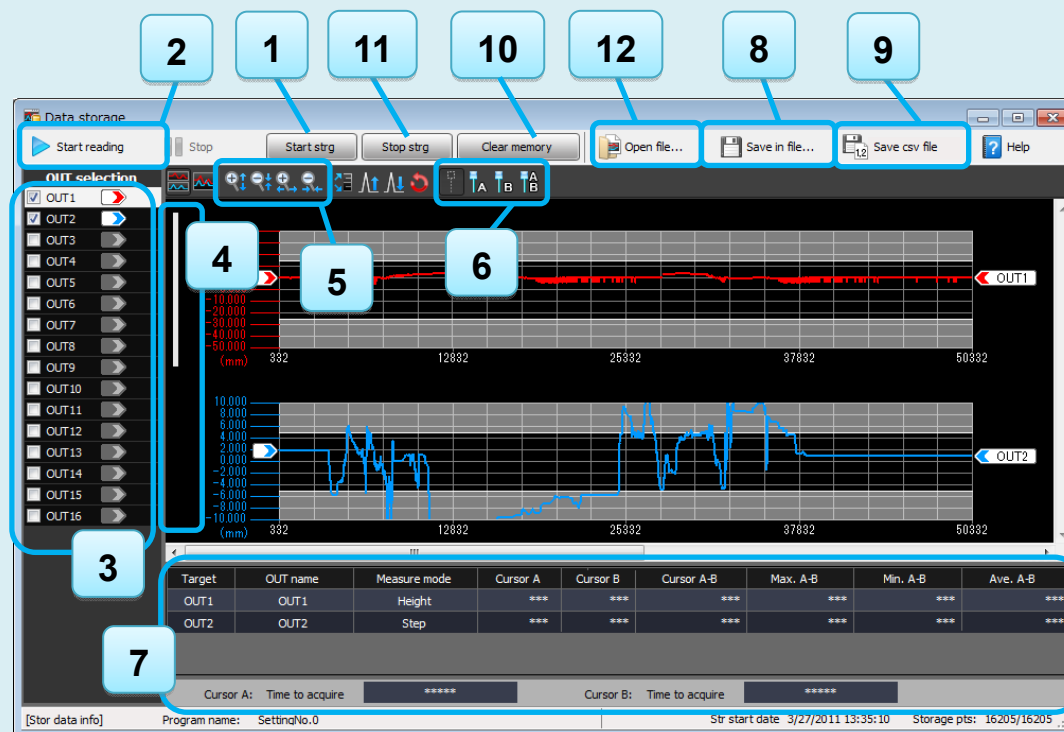 2 1 11 10 12 8 9
Data storage
Start reading Stop Start strg Stop strg Clear memory Open file... Save in file... Save csv file Help
OUT selection
A B A B
OUT1
OUT2
OUT3
OUT4
OUT5
OUT6
OUT7
OUT8
OUT9
OUT10
OUT11
OUT12
OUT13
OUT14
OUT15
OUT16
3
4
5
6
-10.000
-20.000
-30.000
-40.000
-50.000
(mm)
332 12832 25332 37832 50332
OUT1
10.000
8.000
6.000
4.000
2.000
0.000
-2.000
-4.000
-6.000
-8.000
-10.000
(mm)
332 12832 25332 37832 50332
OUT2
Target OUT name Measure mode Cursor A Cursor B Cursor A-B Max. A-B Min. A-B Ave. A-B
OUT1 OUT1 Height *** *** *** *** *** ***
OUT2 OUT2 Step *** *** *** *** *** ***
7
Cursor A: Time to acquire ***** Cursor B: Time to acquire *****
[Stor data info] Program name: SettingNo.0 Str start date 3/27/2011 13:35:10 Storage pts: 16205/16205